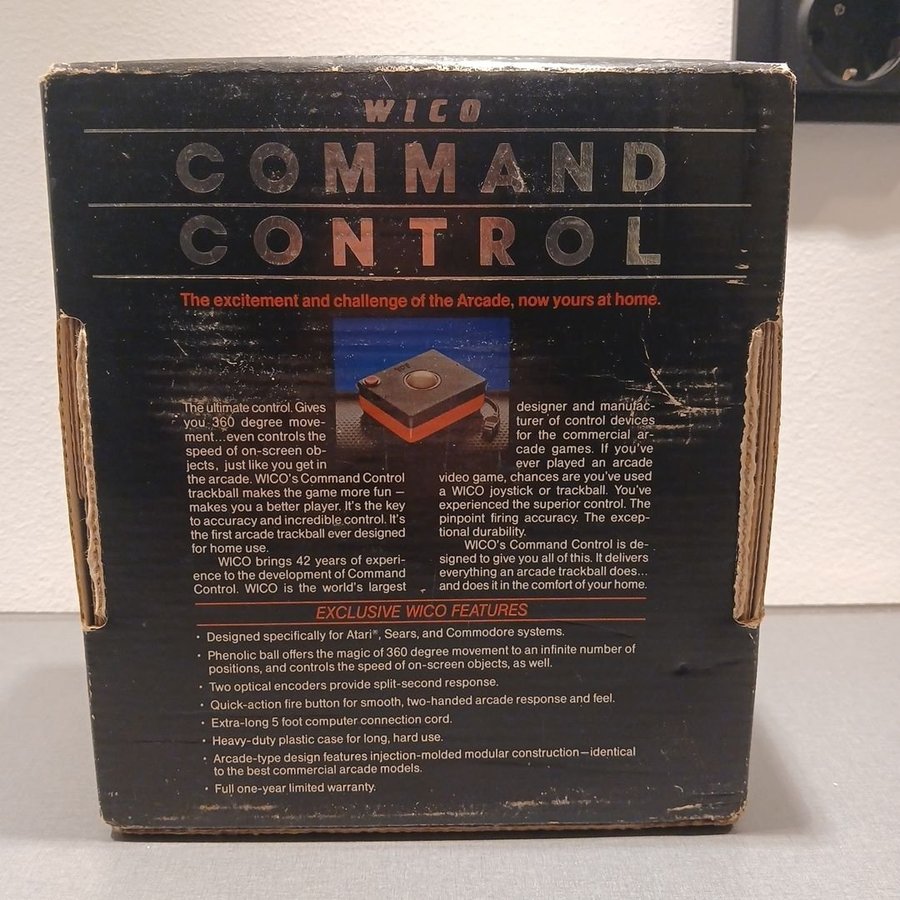 WICO
COMMAND
CONTROL
The excitement and challenge of the Arcade, now yours at home.
The ultimate control. Gives
you 360 degree move-
ment...even controls the
speed of on-screen ob-
jects, just like you get in
the arcade. WICO's Command Control
trackball makes the game more fun —
makes you a better player. It's the key
to accuracy and incredible control. It's
the first arcade trackball ever designed
for home use.
WICO brings 42 years of experi-
ence to the development of Command
Control. WICO is the world's largest
designer and manufac-
turer of control devices
for the commercial ar-
cade games. If you've
ever played an arcade
video game, chances are you've used
a WICO joystick or trackball. You've
experienced the superior control. The
pinpoint firing accuracy. The excep-
tional durability.
WICO's Command Control is de-
signed to give you all of this. It delivers
everything an arcade trackball does...
and does it in the comfort of your home.
EXCLUSIVE WICO FEATURES
• Designed specifically for Atari®, Sears, and Commodore systems.
• Phenolic ball offers the magic of 360 degree movement to an infinite number of
positions, and controls the speed of on-screen objects, as well.
• Two optical encoders provide split-second response.
• Quick-action fire button for smooth, two-handed arcade response and feel.
• Extra-long 5 foot computer connection cord.
• Heavy-duty plastic case for long, hard use.
• Arcade-type design features injection-molded modular construction—identical
to the best commercial arcade models.
• Full one-year limited warranty.